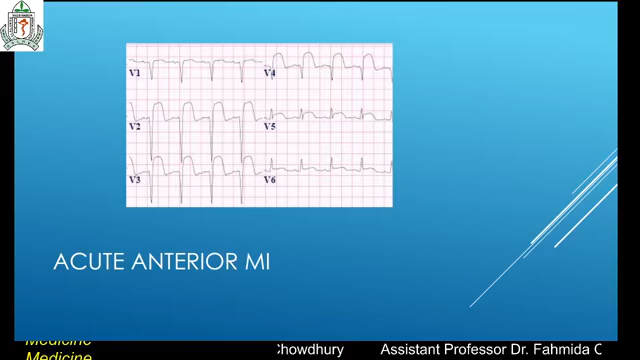 V1
V4
V2
V5
V3
V6
ACUTE ANTERIOR MI
Medicine
Medicine
Chowdhury Assistant Professor Dr. Fahmida C